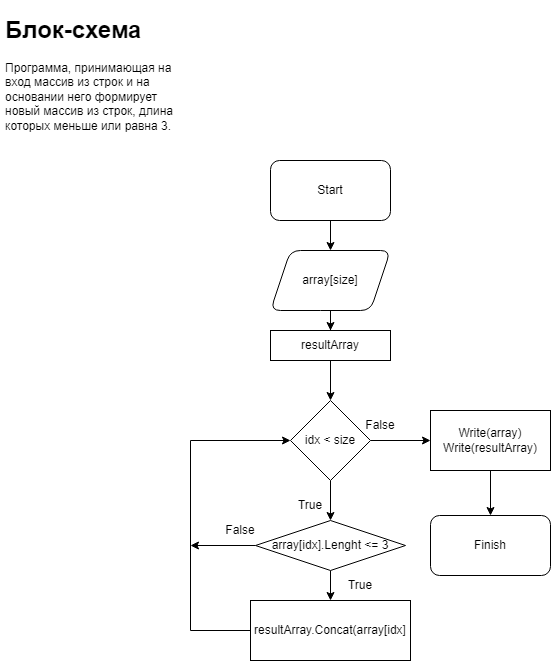 Блок-схема
Программа, принимающая на
вход массив из строк и на
основании него формирует
новый массив из строк, длина
которых меньше или равна 3.
Start
array[size]
resultArray
idx < size
False
Write(array)
Write(resultArray)
True
Finish
False
array[idx].Lenght <= 3
True
resultArray.Concat(array[idx]